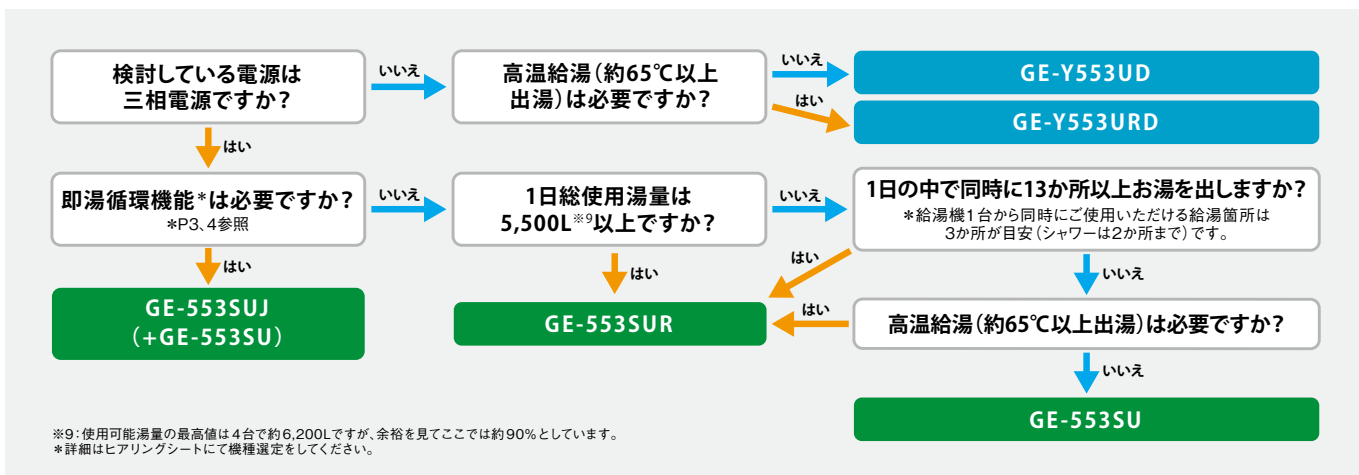 検討している電源は
三相電源ですか？
いいえ
高温給湯（約65℃以上
出湯）は必要ですか？
いいえ
GE-Y553UD
はい
GE-Y553URD
はい
即湯循環機能*は必要ですか？
*P3、4参照
いいえ
1日総使用湯量は
5,500L※9以上ですか？
いいえ
1日の中で同時に13か所以上お湯を出しますか？
*給湯機1台から同時にご使用いただける給湯箇所は
3か所が目安（シャワーは2か所まで）です。
はい
GE-553SUJ
（+GE-553SU）
はい
GE-553SUR
はい
いいえ
はい
高温給湯（約65℃以上出湯）は必要ですか？
いいえ
GE-553SU
※9：使用可能湯量の最高値は4台で約6,200Lですが、余裕を見てここでは約90%としています。
*詳細はヒアリングシートにて機種選定をしてください。